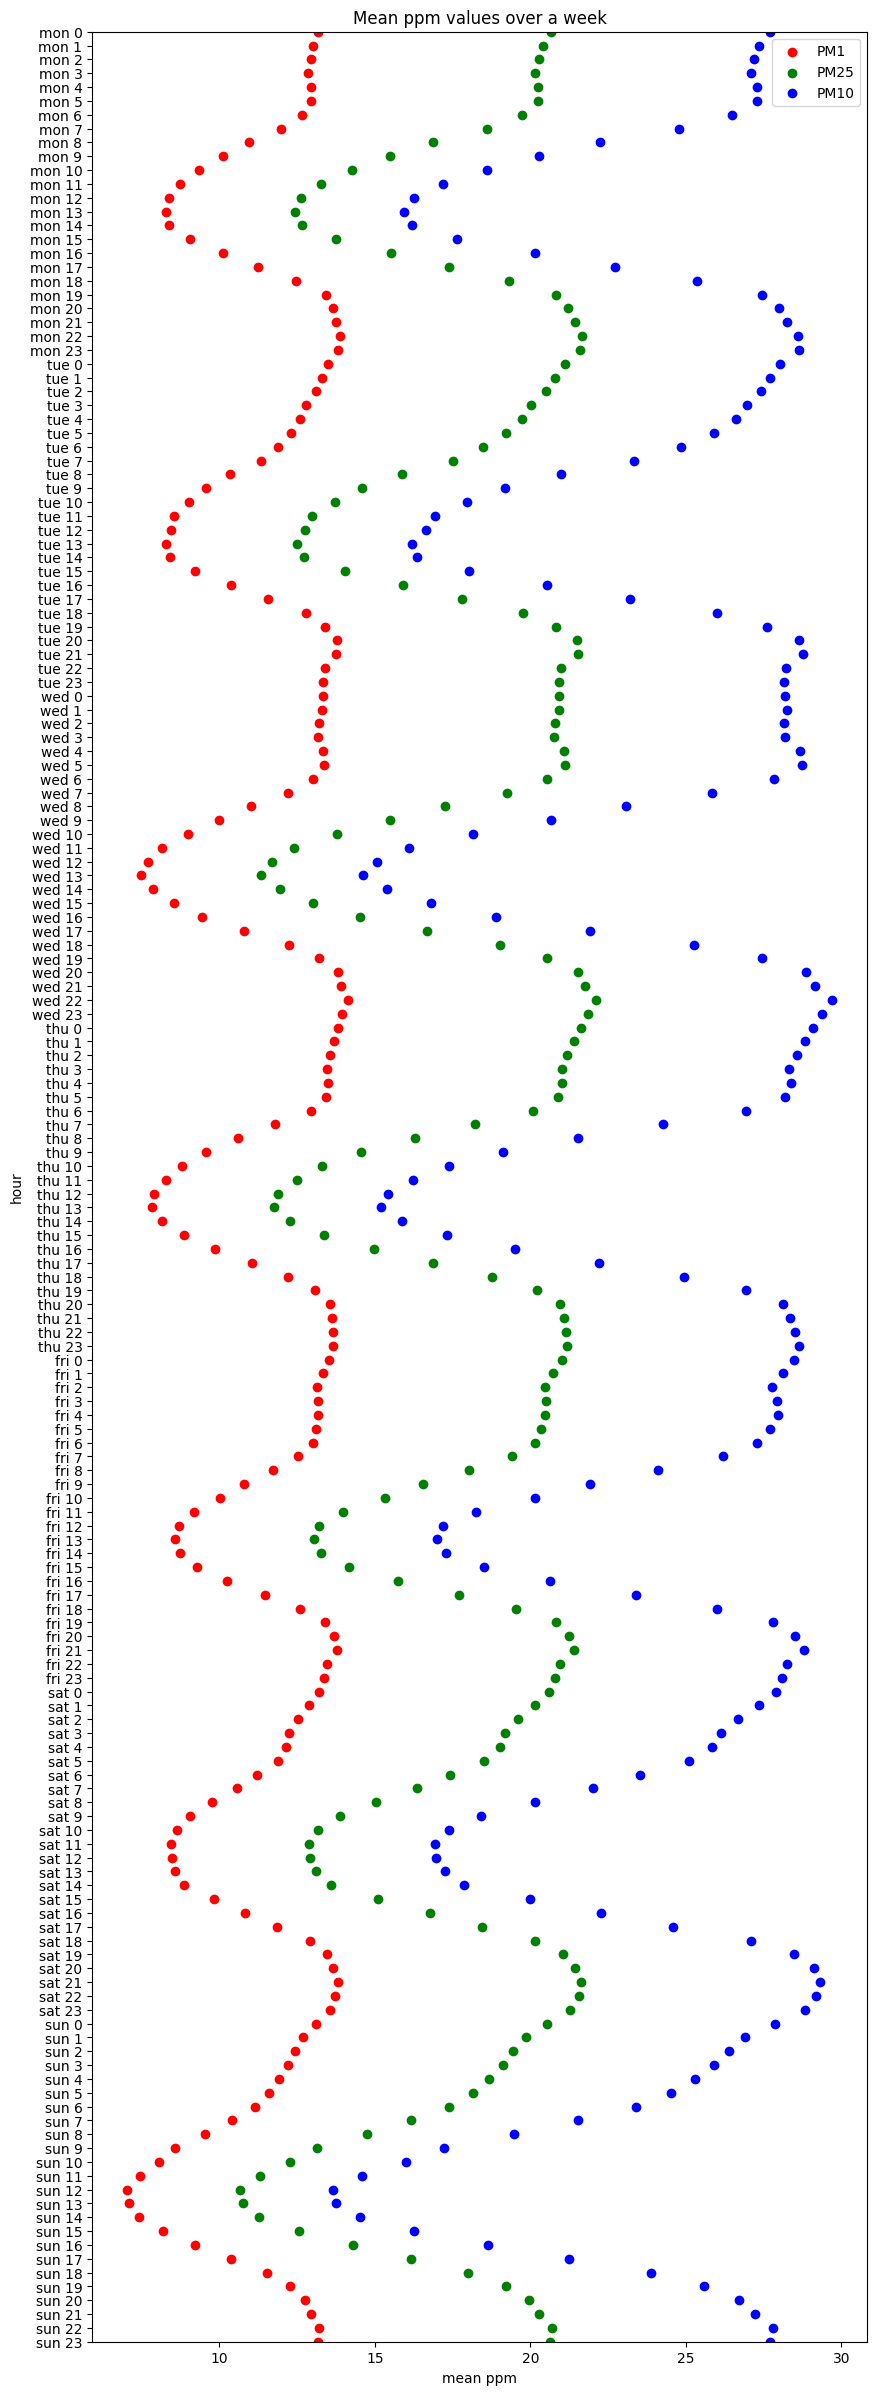 Mean ppm values over a week
PM1
PM25
PM10
mon 0
mon 1
mon 2
mon 3
mon 4
mon 5
mon 6
mon 7
mon 8
mon 9
mon 10
mon 11
mon 12
mon 13
mon 14
mon 15
mon 16
mon 17
mon 18
mon 19
mon 20
mon 21
mon 22
mon 23
tue 0
tue 1
tue 2
tue 3
tue 4
tue 5
tue 6
tue 7
tue 8
tue 9
tue 10
tue 11
tue 12
tue 13
tue 14
tue 15
tue 16
tue 17
tue 18
tue 19
tue 20
tue 21
tue 22
tue 23
wed 0
wed 1
wed 2
wed 3
wed 4
wed 5
wed 6
wed 7
wed 8
wed 9
wed 10
wed 11
wed 12
wed 13
wed 14
wed 15
wed 16
wed 17
wed 18
wed 19
wed 20
wed 21
wed 22
wed 23
thu 0
thu 1
thu 2
thu 3
thu 4
thu 5
thu 6
thu 7
thu 8
thu 9
thu 10
thu 11
thu 12
thu 13
thu 14
thu 15
thu 16
thu 17
thu 18
thu 19
thu 20
thu 21
thu 22
thu 23
fri 0
fri 1
fri 2
fri 3
fri 4
fri 5
fri 6
fri 7
fri 8
fri 9
fri 10
fri 11
fri 12
fri 13
fri 14
fri 15
fri 16
fri 17
fri 18
fri 19
fri 20
fri 21
fri 22
fri 23
sat 0
sat 1
sat 2
sat 3
sat 4
sat 5
sat 6
sat 7
sat 8
sat 9
sat 10
sat 11
sat 12
sat 13
sat 14
sat 15
sat 16
sat 17
sat 18
sat 19
sat 20
sat 21
sat 22
sat 23
sun 0
sun 1
sun 2
sun 3
sun 4
sun 5
sun 6
sun 7
sun 8
sun 9
sun 10
sun 11
sun 12
sun 13
sun 14
sun 15
sun 16
sun 17
sun 18
sun 19
sun 20
sun 21
sun 22
sun 23
hour
10 15 20 25 30
mean ppm